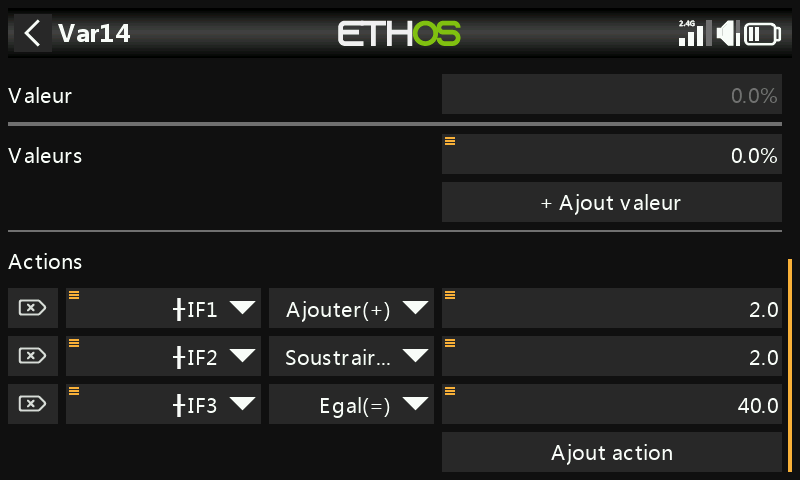 Var14 ETHOS 2.4G
Valeur 0.0%
Valeurs 0.0%
+ Ajout valeur
Actions
IF1 Ajouter(+) 2.0
IF2 Soustrair... 2.0
IF3 Egal(=) 40.0
Ajout action